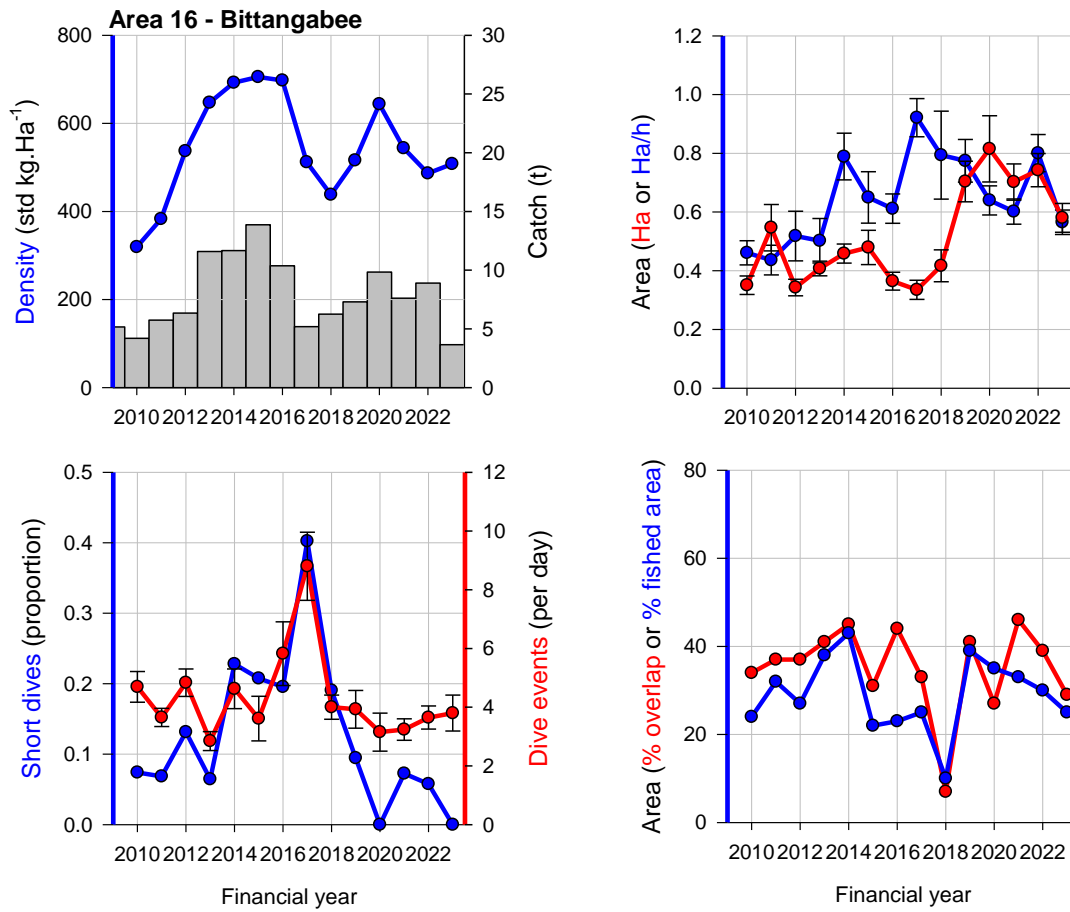 Area 16 - Bittangabee
Density (std kg.Ha-1)
800
600
400
200
0
30
25
20
15
10
5
0
Catch (t)
2010 2012 2014 2016 2018 2020 2022
Area (Ha or Ha/h)
1.2
1.0
0.8
0.6
0.4
0.2
0.0
2010 2012 2014 2016 2018 2020 2022
Short dives (proportion)
0.5
0.4
0.3
0.2
0.1
0.0
12
10
8
6
4
2
0
Dive events (per day)
2010 2012 2014 2016 2018 2020 2022
Financial year
Area (% overlap or % fished area)
80
60
40
20
0
2010 2012 2014 2016 2018 2020 2022
Financial year